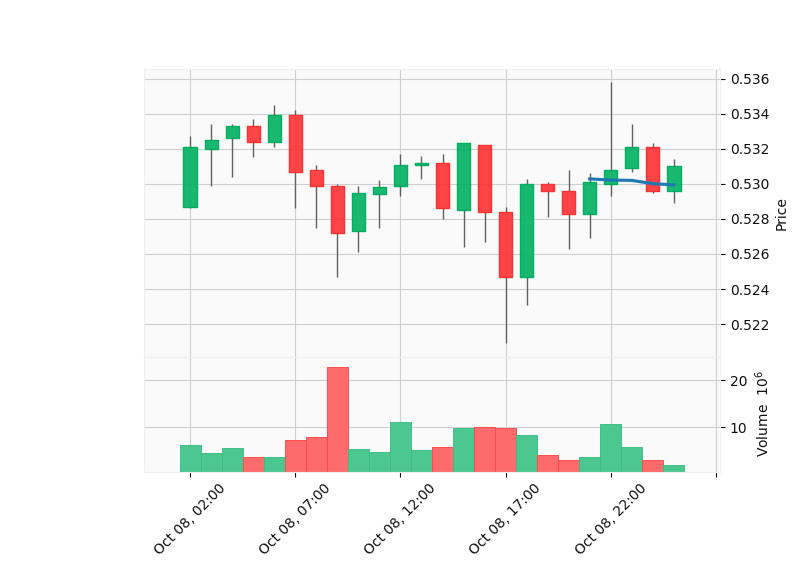 0.536
0.534
0.532
0.530
0.528
0.526
0.524
0.522
Price
20
10
Volume 10⁶
Oct 08, 02:00
Oct 08, 07:00
Oct 08, 12:00
Oct 08, 17:00
Oct 08, 22:00